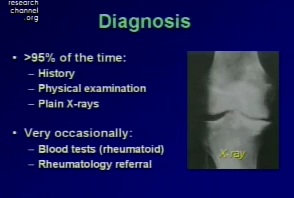 research
channel
.org
Diagnosis
• >95% of the time:
– History
– Physical examination
– Plain X-rays
• Very occasionally:
– Blood tests (rheumatoid)
– Rheumatology referral
X-ray